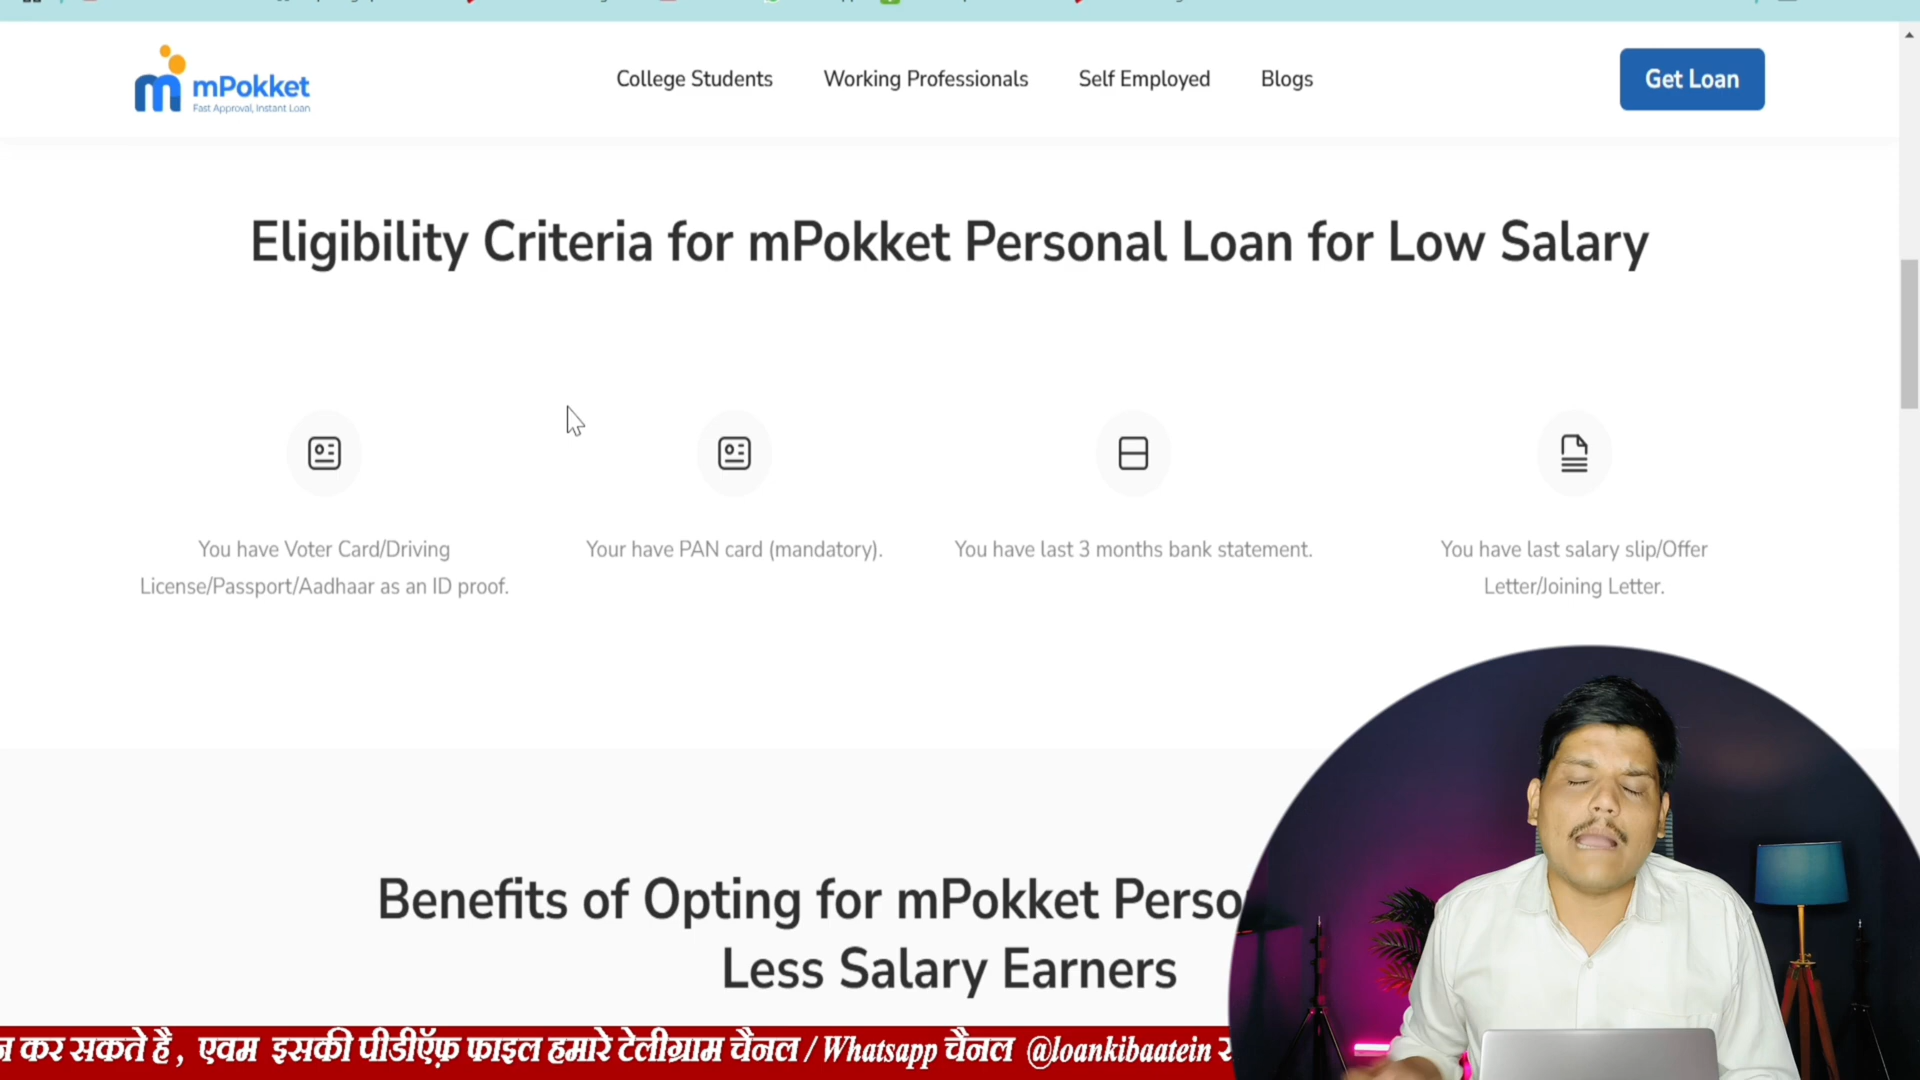 mPokket
Fast Approval, Instant Loan
College Students
Working Professionals
Self Employed
Blogs
Get Loan
Eligibility Criteria for mPokket Personal Loan for Low Salary
You have Voter Card/Driving
License/Passport/Aadhaar as an ID proof.
Your have PAN card (mandatory).
You have last 3 months bank statement.
You have last salary slip/Offer
Letter/Joining Letter.
Benefits of Opting for mPokket
Less Salary Earners
कर सकते है , एवम इसकी पीडीऍफ़ फाइल हमारे टेलीग्राम चैनल / Whatsapp चैनल @loankibaatein